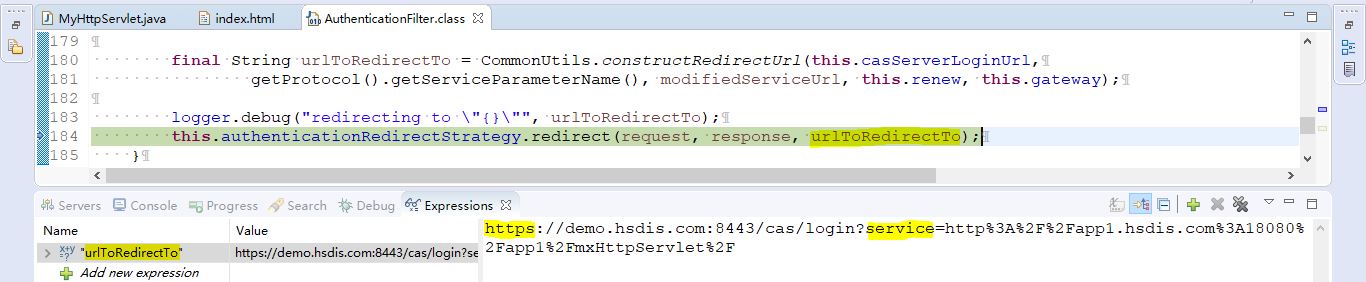 MyHttpServlet.java index.html AuthenticationFilter.class
179 ¶
180 final String urlToRedirectTo = CommonUtils.constructRedirectUrl(this.casServerLoginUrl,¶
181 getProtocol().getServiceParameterName(), modifiedServiceUrl, this.renew, this.gateway);¶
182 ¶
183 logger.debug("redirecting to \"{}\"", urlToRedirectTo);¶
184 this.authenticationRedirectStrategy.redirect(request, response, urlToRedirectTo);¶
185 }¶
Servers Console Progress Search Debug Expressions
Name Value
"urlToRedirectTo" https://demo.hsdis.com:8443/cas/login?se
Add new expression
https://demo.hsdis.com:8443/cas/login?service=http%3A%2F%2Fapp1.hsdis.com%3A18080%
2Fapp1%2FmxHttpServlet%2F